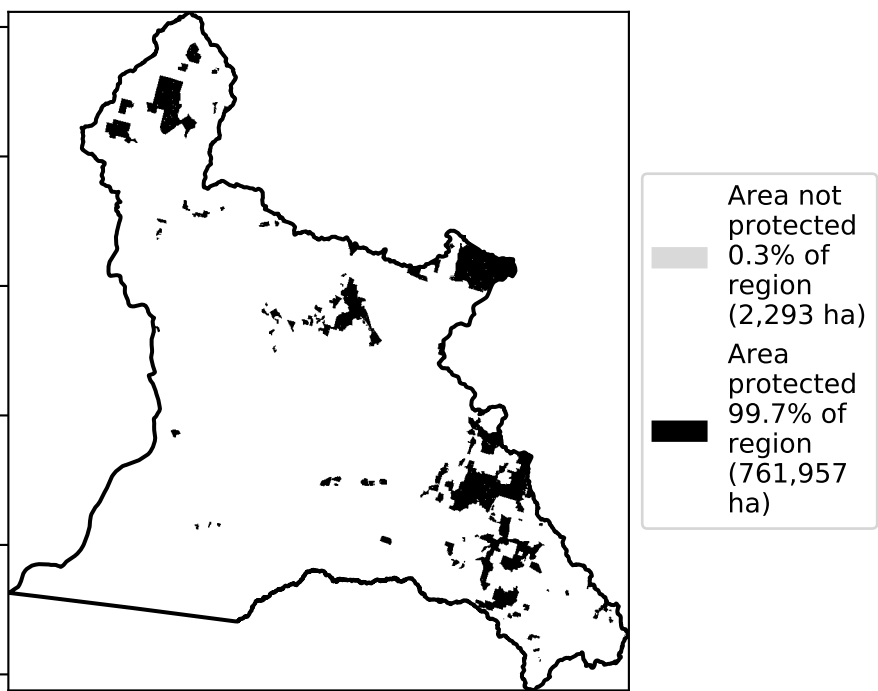 Area not
protected
0.3% of
region
(2,293 ha)
Area
protected
99.7% of
region
(761,957
ha)